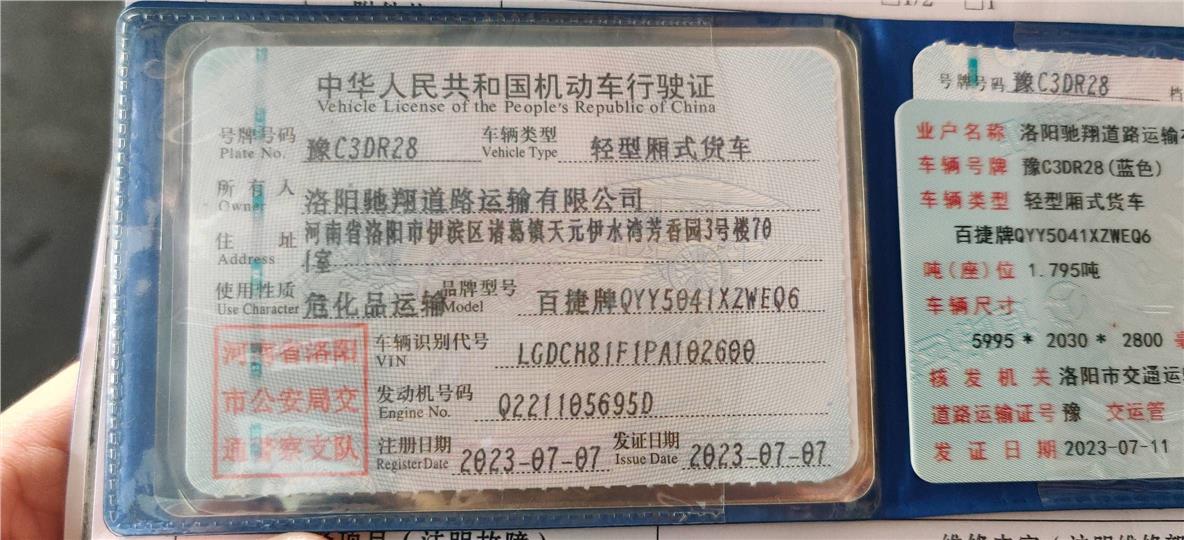 中华人民共和国机动车行驶证
Vehicle License of the People's Republic of China
号牌号码 豫C3DR28 车辆类型 轻型厢式货车
Plate No. Vehicle Type
所有人 洛阳驰翔道路运输有限公司
Owner
住址 河南省洛阳市伊滨区诸葛镇天元伊水湾芳香园3号楼70
Address 1室
使用性质 危化品运输 品牌型号 百捷牌QYY5041XZWEQ6
Use Character Model
河南省洛阳
市公安局交
通警察支队
车辆识别代号 LGDCH81F1PA102600
VIN
发动机号码 Q221105695D
Engine No.
注册日期 2023-07-07 发证日期 2023-07-07
Register Date Issue Date
号牌号码 豫C3DR28 档
业户名称 洛阳驰翔道路运输
车辆号牌 豫C3DR28(蓝色)
车辆类型 轻型厢式货车
百捷牌QYY5041XZWEQ6
吨(座)位 1.795吨
车辆尺寸
5995 * 2030 * 2800
核发机关 洛阳市交通运
道路运输证号 豫 交运管
发证日期 2023-07-11